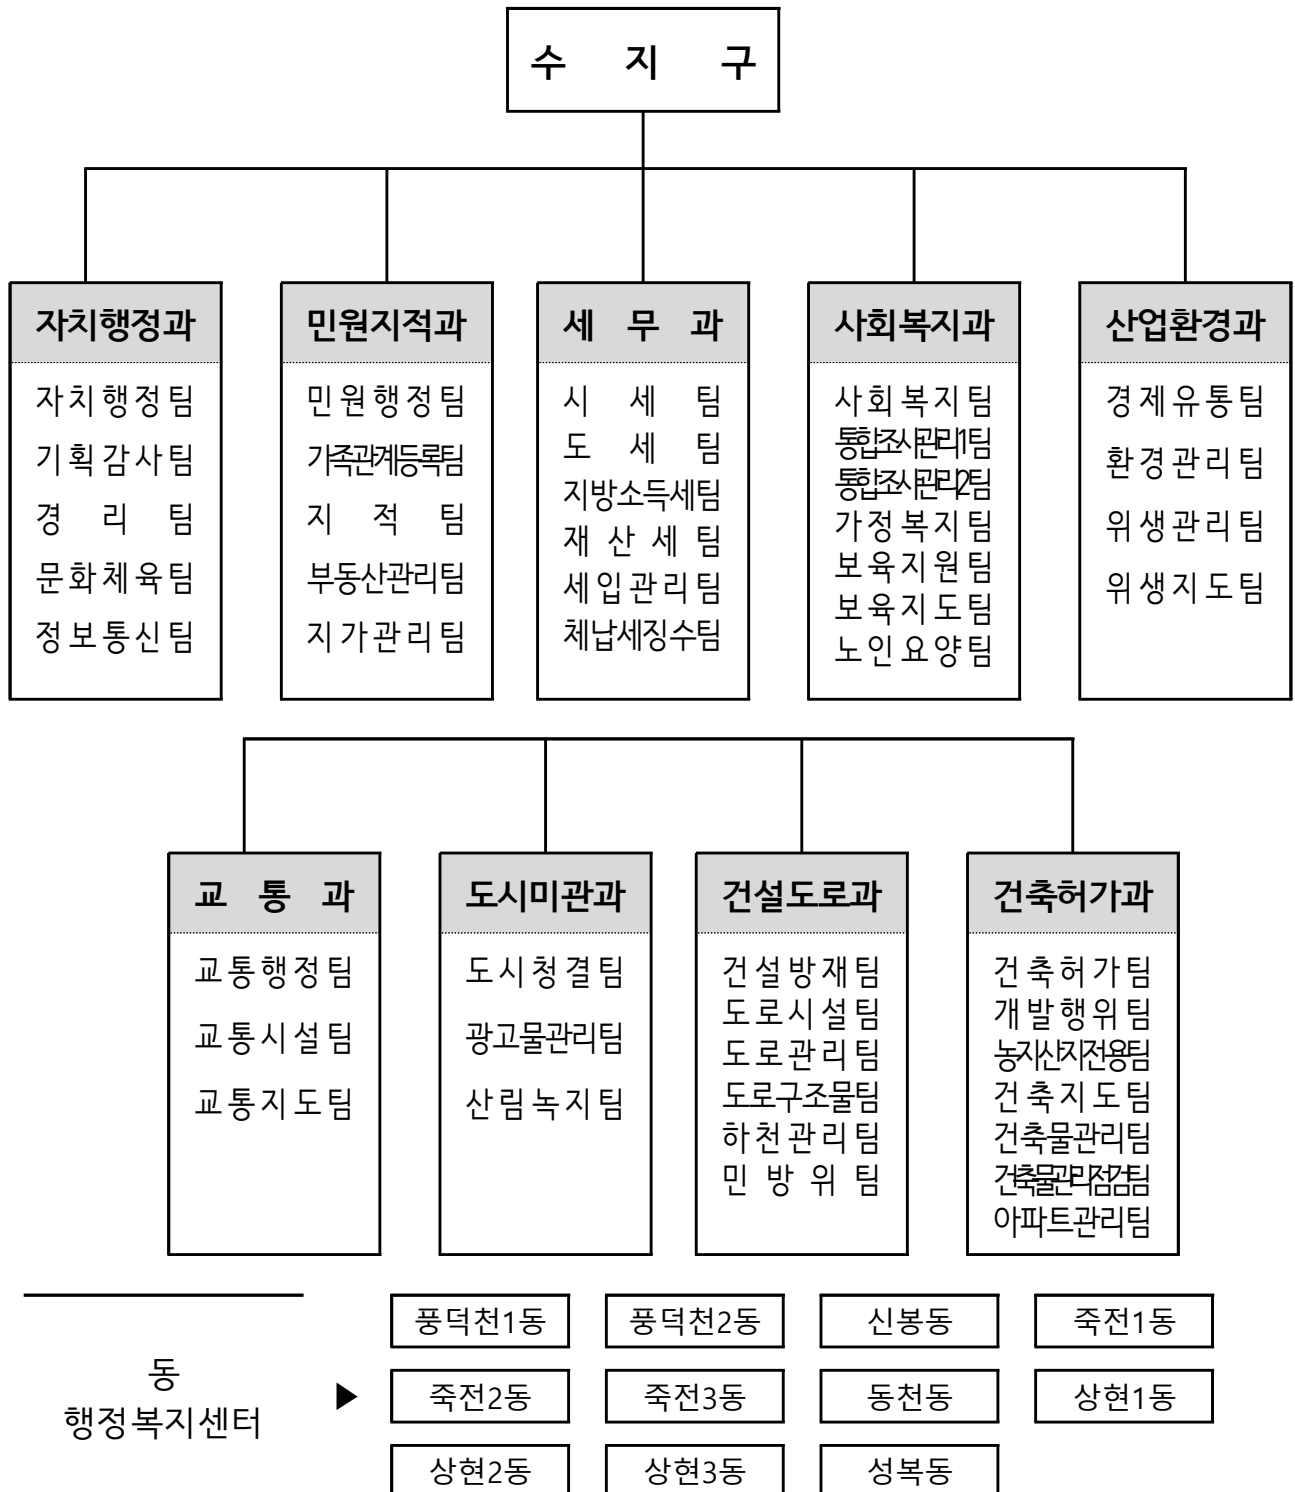 수 지 구
자치행정과
자치행정팀
기획감사팀
경 리 팀
문화체육팀
정보통신팀
민원지적과
민원행정팀
가족관계등록팀
지 적 팀
부동산관리팀
지가관리팀
세 무 과
시 세 팀
도 세 팀
지방소득세팀
재 산 세 팀
세입관리팀
체납세징수팀
사회복지과
사회복지팀
통합조사관리1팀
통합조사관리2팀
가정복지팀
보육지원팀
보육지도팀
노인요양팀
산업환경과
경제유통팀
환경관리팀
위생관리팀
위생지도팀
교 통 과
교통행정팀
교통시설팀
교통지도팀
도시미관과
도시청결팀
광고물관리팀
산림녹지팀
건설도로과
건설방재팀
도로시설팀
도로관리팀
도로구조물팀
하천관리팀
민 방 위 팀
건축허가과
건축허가팀
개발행위팀
농지산지전용팀
건축지도팀
건축물관리팀
건축물관리점검팀
아파트관리팀
동
행정복지센터
▶
풍덕천1동 풍덕천2동 신봉동 죽전1동
죽전2동 죽전3동 동천동 상현1동
상현2동 상현3동 성복동